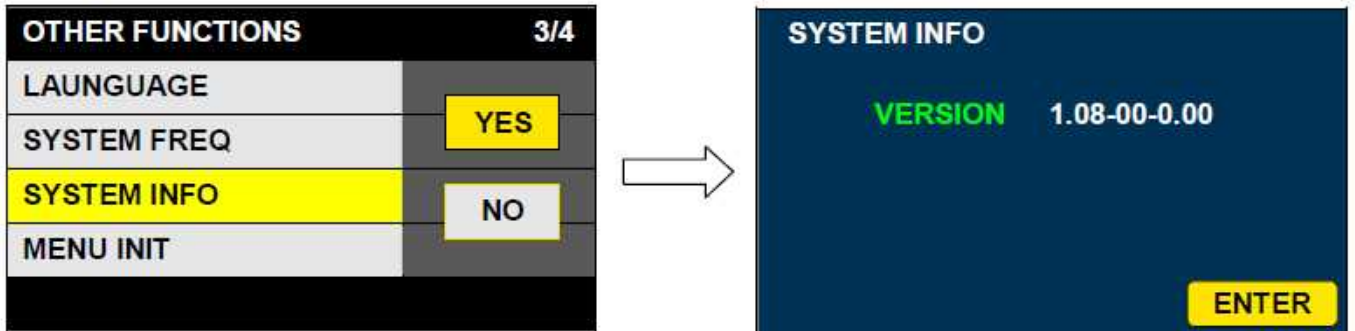 OTHER FUNCTIONS 3/4
LAUNGUAGE
SYSTEM FREQ
SYSTEM INFO
MENU INIT
YES
NO
SYSTEM INFO
VERSION 1.08-00-0.00
ENTER